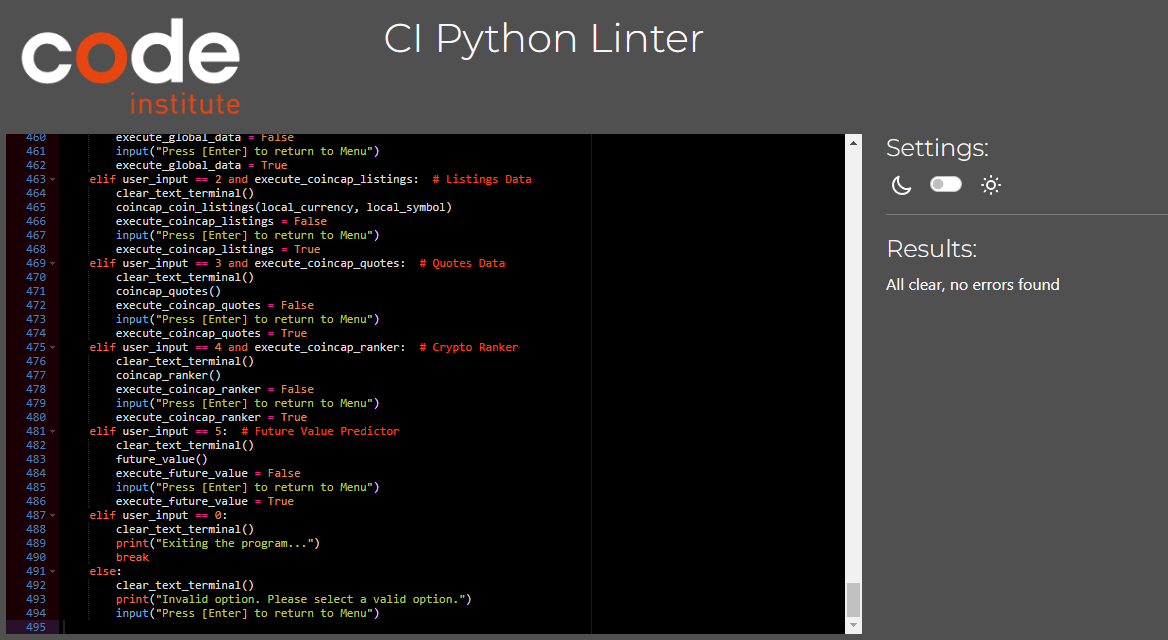 code
institute
CI Python Linter
460 execute_global_data = False
461 input("Press [Enter] to return to Menu")
462 execute_global_data = True
463 elif user_input == 2 and execute_coincap_listings:  # Listings Data
464 clear_text_terminal()
465 coincap_coin_listings(local_currency, local_symbol)
466 execute_coincap_listings = False
467 input("Press [Enter] to return to Menu")
468 execute_coincap_listings = True
469 elif user_input == 3 and execute_coincap_quotes:  # Quotes Data
470 clear_text_terminal()
471 coincap_quotes()
472 execute_coincap_quotes = False
473 input("Press [Enter] to return to Menu")
474 execute_coincap_quotes = True
475 elif user_input == 4 and execute_coincap_ranker:  # Crypto Ranker
476 clear_text_terminal()
477 coincap_ranker()
478 execute_coincap_ranker = False
479 input("Press [Enter] to return to Menu")
480 execute_coincap_ranker = True
481 elif user_input == 5:  # Future Value Predictor
482 clear_text_terminal()
483 future_value()
484 execute_future_value = False
485 input("Press [Enter] to return to Menu")
486 execute_future_value = True
487 elif user_input == 0:
488 clear_text_terminal()
489 print("Exiting the program...")
490 break
491 else:
492 clear_text_terminal()
493 print("Invalid option. Please select a valid option.")
494 input("Press [Enter] to return to Menu")
495
Settings:
Results:
All clear, no errors found